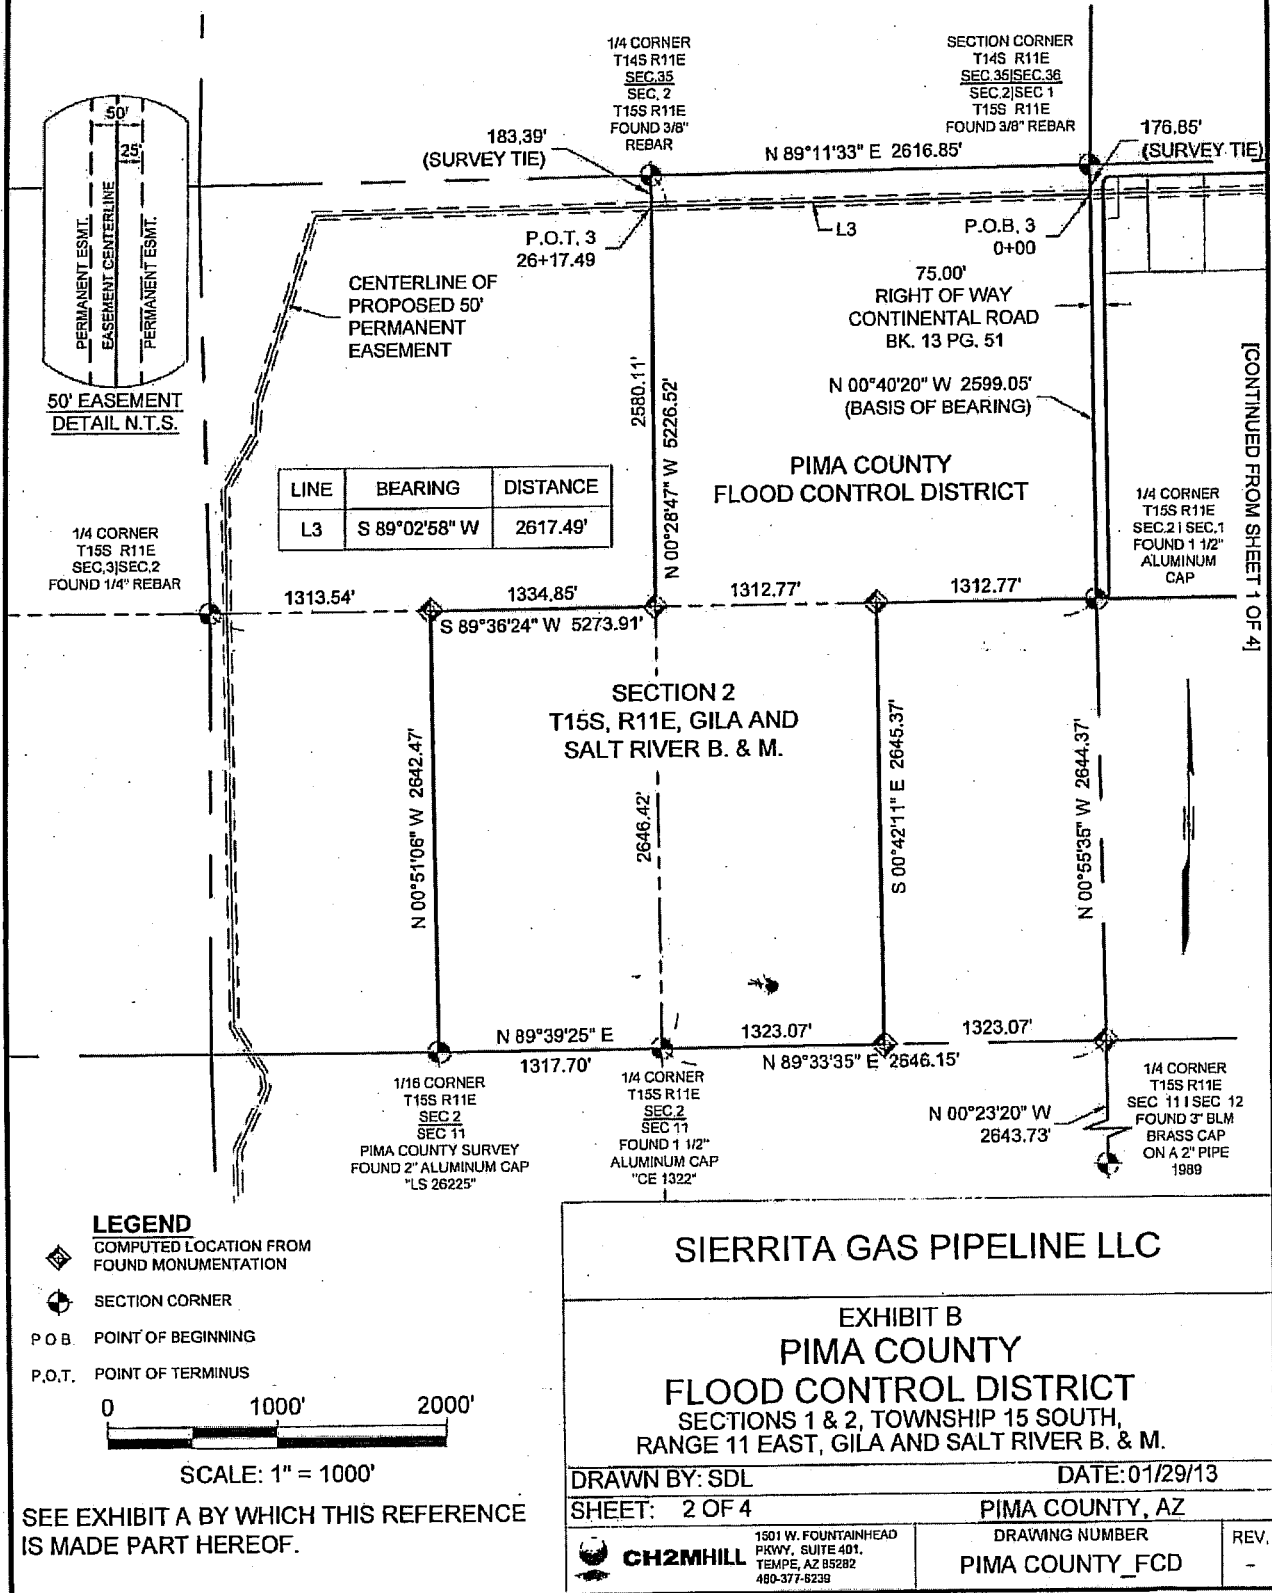 1/4 CORNER
T14S R11E
SEC.35
SEC. 2
T15S R11E
FOUND 3/8"
REBAR
SECTION CORNER
T14S R11E
SEC.35|SEC.36
SEC.2|SEC 1
T15S R11E
FOUND 3/8" REBAR
183.39'
(SURVEY TIE)
N 89°11'33" E 2616.85'
176.85'
(SURVEY TIE)
50'
25'
PERMANENT ESMT.
EASEMENT CENTERLINE
PERMANENT ESMT.
50' EASEMENT
DETAIL N.T.S.
P.O.T. 3
26+17.49
L3
P.O.B. 3
0+00
CENTERLINE OF
PROPOSED 50'
PERMANENT
EASEMENT
75.00'
RIGHT OF WAY
CONTINENTAL ROAD
BK. 13 PG. 51
N 00°40'20" W 2599.05'
(BASIS OF BEARING)
2580.11'
N 00°28'47" W 5226.52'
[CONTINUED FROM SHEET 1 OF 4]
PIMA COUNTY
FLOOD CONTROL DISTRICT
LINE BEARING DISTANCE
L3 S 89°02'58" W 2617.49'
1/4 CORNER
T15S R11E
SEC.3|SEC.2
FOUND 1/4" REBAR
1/4 CORNER
T15S R11E
SEC.2 I SEC.1
FOUND 1 1/2"
ALUMINUM
CAP
1313.54' 1334.85' 1312.77' 1312.77'
S 89°36'24" W 5273.91'
SECTION 2
T15S, R11E, GILA AND
SALT RIVER B. & M.
N 00°51'06" W 2642.47'
2646.42'
S 00°42'11" E 2645.37'
N 00°55'35" W 2644.37'
N 89°39'25" E
1317.70'
1323.07' 1323.07'
N 89°33'35" E 2646.15'
1/16 CORNER
T15S R11E
SEC 2
SEC 11
PIMA COUNTY SURVEY
FOUND 2" ALUMINUM CAP
"LS 26225"
1/4 CORNER
T15S R11E
SEC.2
SEC 11
FOUND 1 1/2"
ALUMINUM CAP
"CE 1322"
N 00°23'20" W
2643.73'
1/4 CORNER
T15S R11E
SEC 11 I SEC 12
FOUND 3" BLM
BRASS CAP
ON A 2" PIPE
1989
LEGEND
COMPUTED LOCATION FROM
FOUND MONUMENTATION
SECTION CORNER
P O B. POINT OF BEGINNING
P.O.T. POINT OF TERMINUS
0 1000' 2000'
SCALE: 1" = 1000'
SEE EXHIBIT A BY WHICH THIS REFERENCE
IS MADE PART HEREOF.
SIERRITA GAS PIPELINE LLC
EXHIBIT B
PIMA COUNTY
FLOOD CONTROL DISTRICT
SECTIONS 1 & 2, TOWNSHIP 15 SOUTH,
RANGE 11 EAST, GILA AND SALT RIVER B. & M.
DRAWN BY: SDL DATE: 01/29/13
SHEET: 2 OF 4 PIMA COUNTY, AZ
CH2MHILL
1501 W. FOUNTAINHEAD
PKWY, SUITE 401,
TEMPE, AZ 85282
480-377-6239
DRAWING NUMBER
PIMA COUNTY_FCD
REV.
-